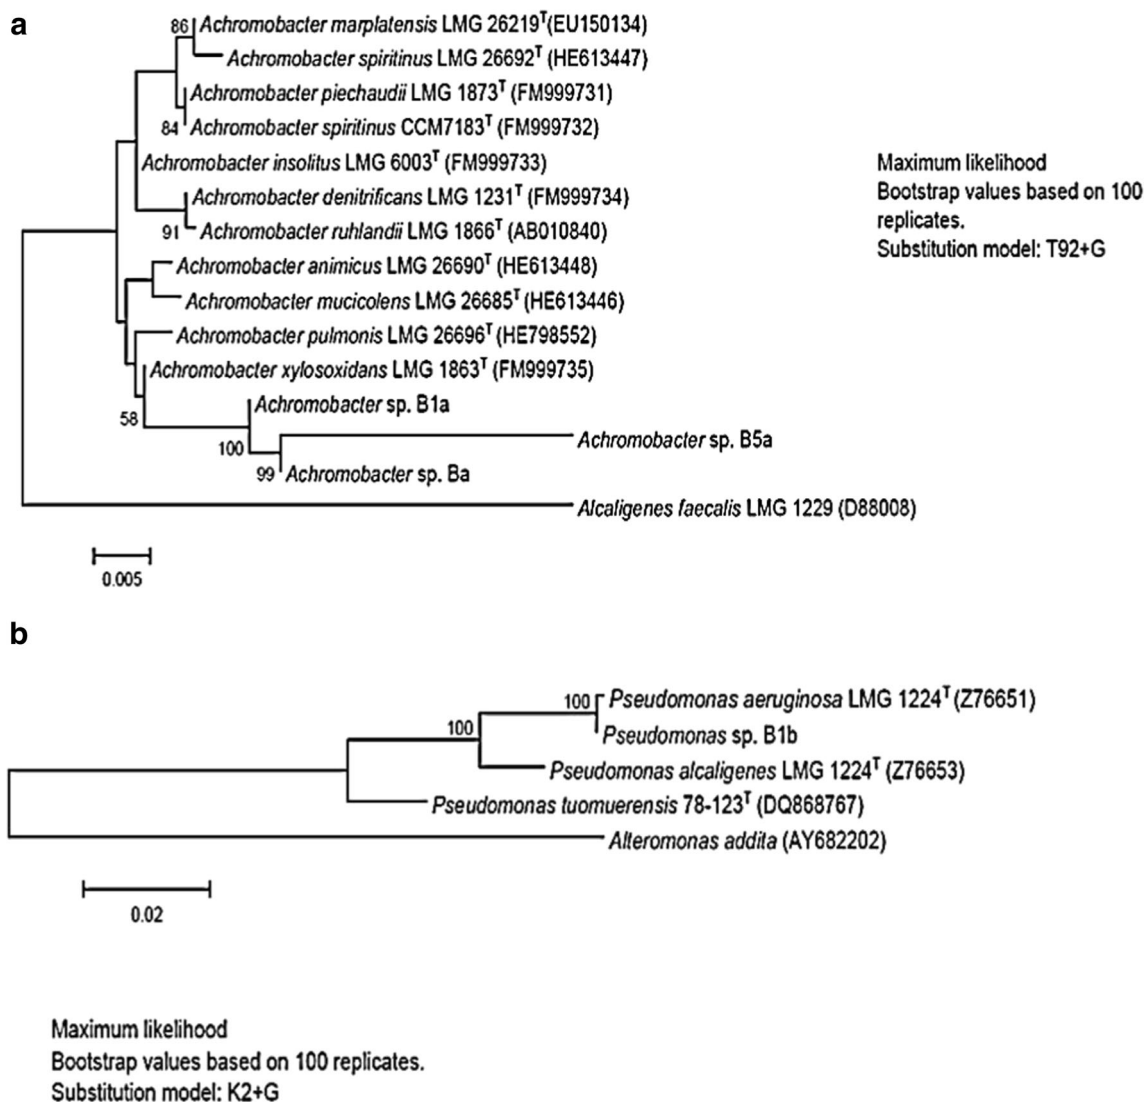 a
86 Achromobacter marplatensis LMG 26219T(EU150134)
Achromobacter spiritinus LMG 26692T (HE613447)
Achromobacter piechaudii LMG 1873T (FM999731)
84 Achromobacter spiritinus CCM7183T (FM999732)
Achromobacter insolitus LMG 6003T (FM999733)
Achromobacter denitrificans LMG 1231T (FM999734)
91 Achromobacter ruhlandii LMG 1866T (AB010840)
Achromobacter animicus LMG 26690T (HE613448)
Achromobacter mucicolens LMG 26685T (HE613446)
Achromobacter pulmonis LMG 26696T (HE798552)
Achromobacter xylosoxidans LMG 1863T (FM999735)
58
Achromobacter sp. B1a
100
Achromobacter sp. B5a
99 Achromobacter sp. Ba
Alcaligenes faecalis LMG 1229 (D88008)
0.005
Maximum likelihood
Bootstrap values based on 100
replicates.
Substitution model: T92+G
b
100 Pseudomonas aeruginosa LMG 1224T (Z76651)
100
Pseudomonas sp. B1b
Pseudomonas alcaligenes LMG 1224T (Z76653)
Pseudomonas tuomuerensis 78-123T (DQ868767)
Alteromonas addita (AY682202)
0.02
Maximum likelihood
Bootstrap values based on 100 replicates.
Substitution model: K2+G